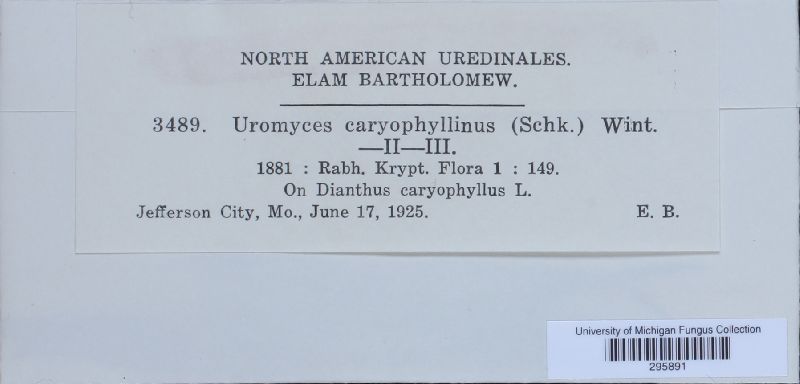 NORTH AMERICAN UREDINALES.
ELAM BARTHOLOMEW.
3489. Uromyces caryophyllinus (Schk.) Wint.
—II—III.
1881 : Rabh. Krypt. Flora 1 : 149.
On Dianthus caryophyllus L.
Jefferson City, Mo., June 17, 1925. E. B.
University of Michigan Fungus Collection
295891